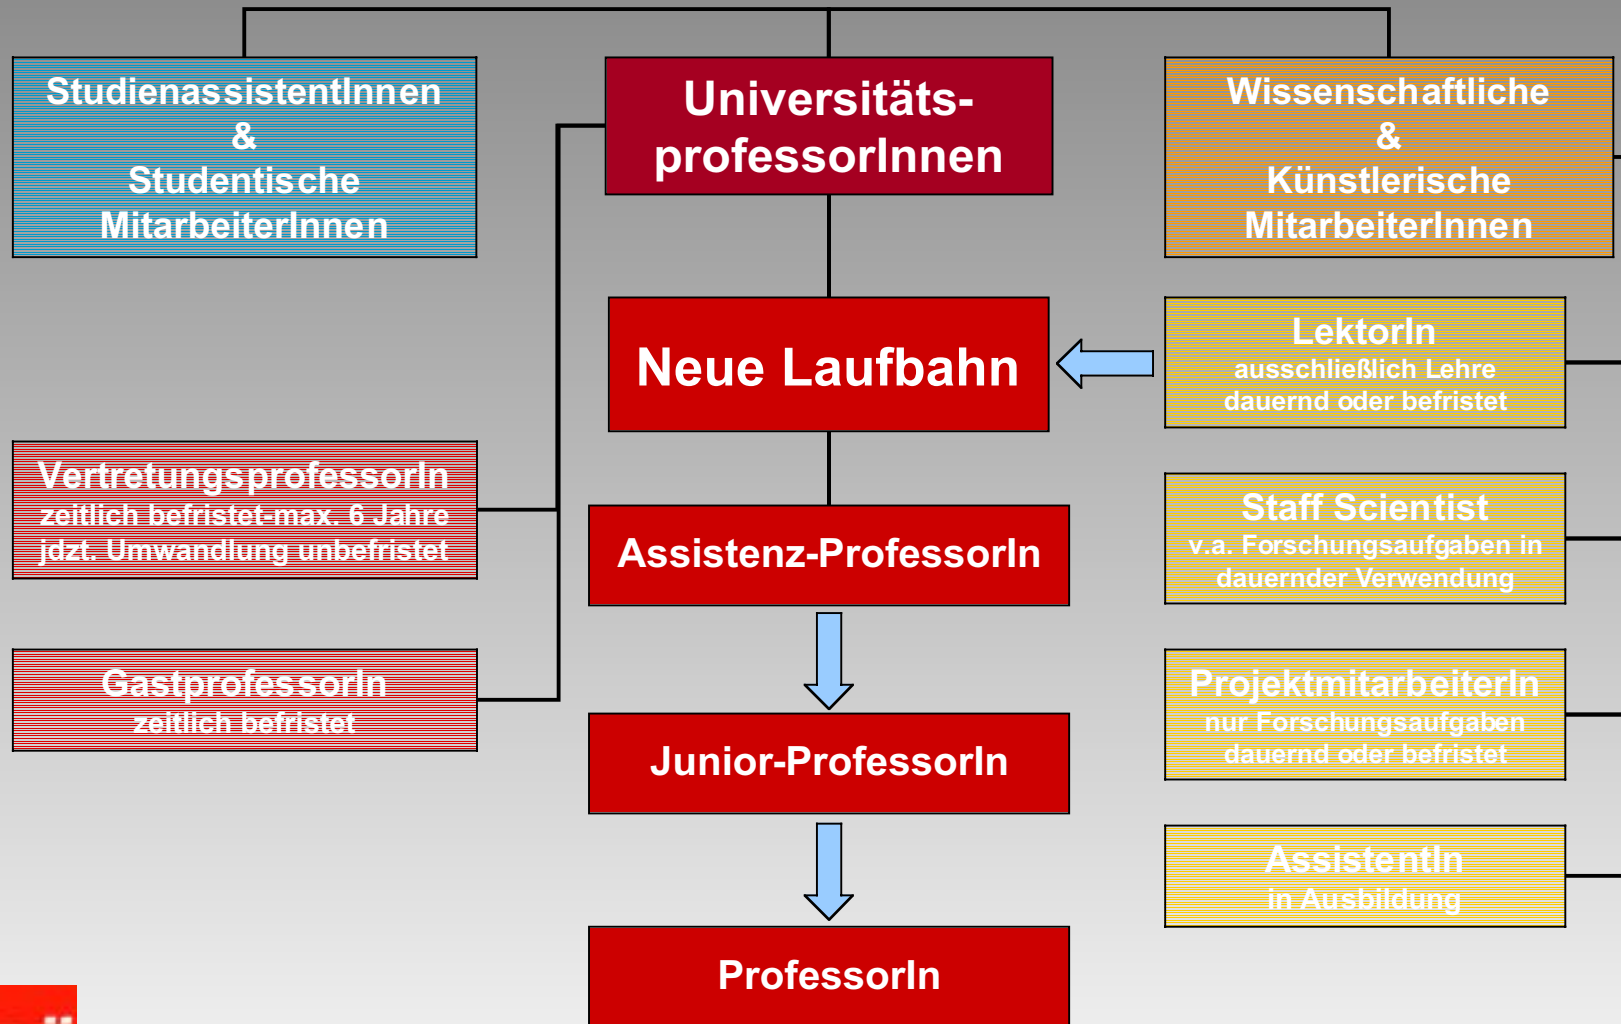 StudienassistentInnen
&
Studentische
MitarbeiterInnen
Universitäts-
professorInnen
Wissenschaftliche
&
Künstlerische
MitarbeiterInnen
Neue Laufbahn
LektorIn
ausschließlich Lehre
dauernd oder befristet
VertretungsprofessorIn
zeitlich befristet-max. 6 Jahre
jdzt. Umwandlung unbefristet
Assistenz-ProfessorIn
Staff Scientist
v.a. Forschungsaufgaben in
dauernder Verwendung
GastprofessorIn
zeitlich befristet
Junior-ProfessorIn
ProjektmitarbeiterIn
nur Forschungsaufgaben
dauernd oder befristet
AssistentIn
in Ausbildung
ProfessorIn